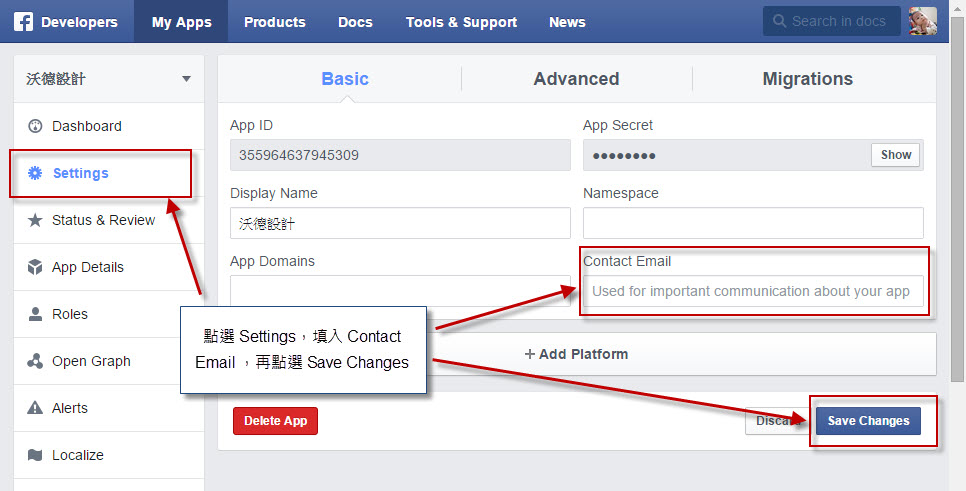 Developers My Apps Products Docs Tools & Support News Search in docs
沃德設計
Basic Advanced Migrations
Dashboard
Settings
Status & Review
App Details
Roles
Open Graph
Alerts
Localize
App ID
355964637945309
App Secret
●●●●●●●●
Show
Display Name
沃德設計
Namespace
App Domains
Contact Email
Used for important communication about your app
點選 Settings，填入 Contact
Email ，再點選 Save Changes
+ Add Platform
Delete App
Save Changes